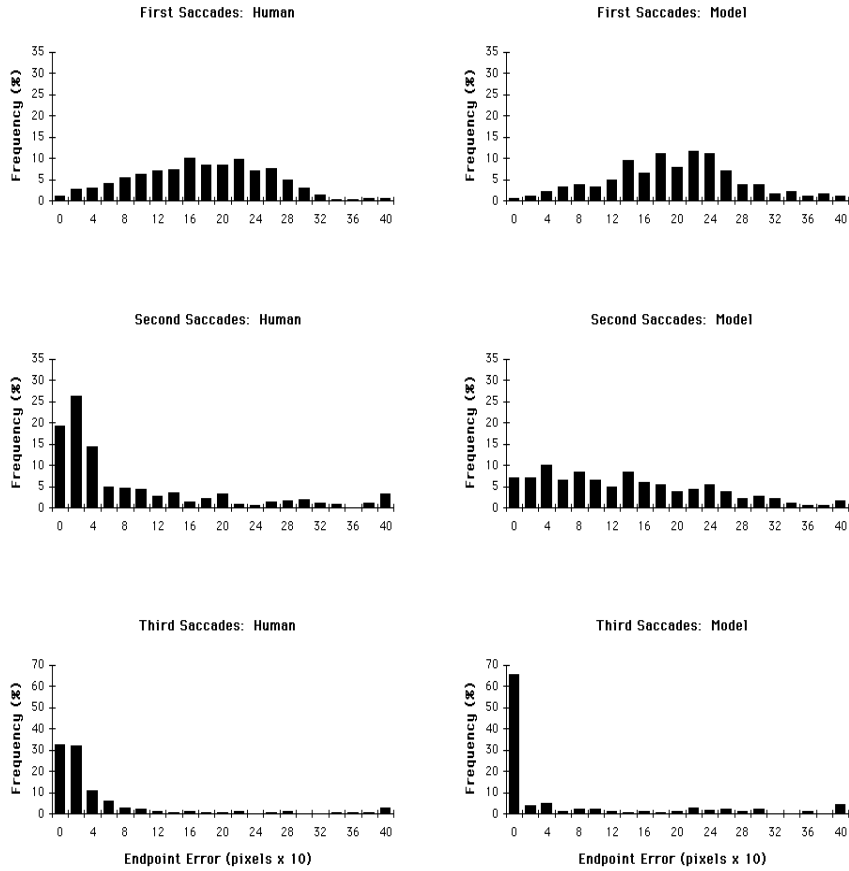 First Saccades: Human
First Saccades: Model
Frequency (%)
35
30
25
20
15
10
5
0
0 4 8 12 16 20 24 28 32 36 40
Frequency (%)
35
30
25
20
15
10
5
0
0 4 8 12 16 20 24 28 32 36 40
Second Saccades: Human
Second Saccades: Model
Frequency (%)
35
30
25
20
15
10
5
0
0 4 8 12 16 20 24 28 32 36 40
Frequency (%)
35
30
25
20
15
10
5
0
0 4 8 12 16 20 24 28 32 36 40
Third Saccades: Human
Third Saccades: Model
Frequency (%)
70
60
50
40
30
20
10
0
0 4 8 12 16 20 24 28 32 36 40
Endpoint Error (pixels x 10)
Frequency (%)
70
60
50
40
30
20
10
0
0 4 8 12 16 20 24 28 32 36 40
Endpoint Error (pixels x 10)